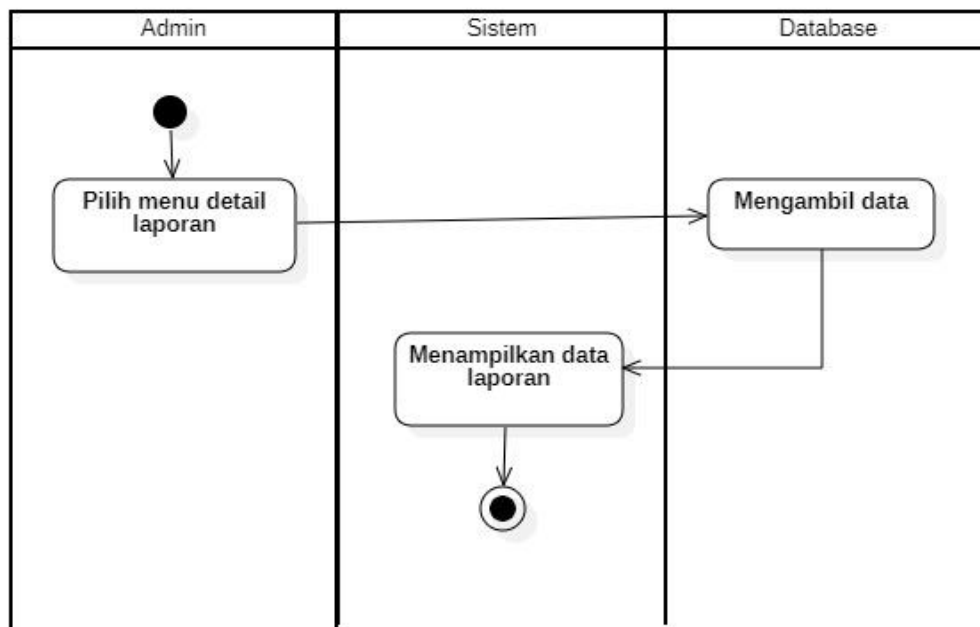 Admin
Sistem
Database
Pilih menu detail
laporan
Mengambil data
Menampilkan data
laporan